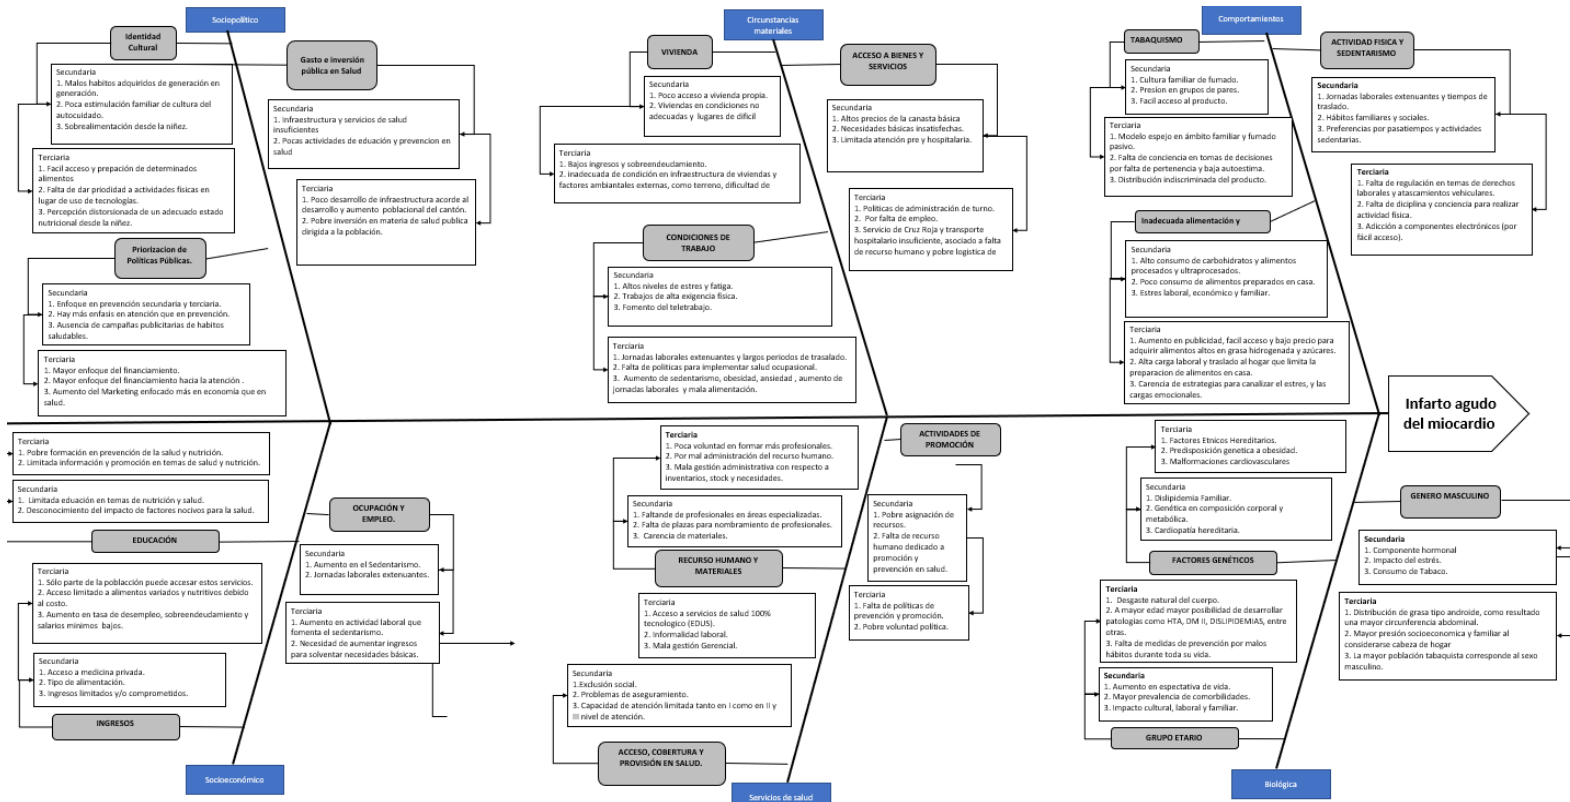 Sociopolítico
Identidad
Cultural
Secundaria
1. Malos habitos adquiridos de generación en
generación.
2. Poca estimulación familiar de cultura del
autocuidado.
3. Sobrealimentación desde la niñez.
Terciaria
1. Facil acceso y prepación de determinados
alimentos
2. Falta de dar priodidad a actividades físicas en
lugar de uso de tecnologías.
3. Percepción distorsionada de un adecuado estado
nutricional desde la niñez.
Gasto e inversión
pública en Salud
Secundaria
1. Infraestructura y servicios de salud
insuficientes
2. Pocas actividades de eduación y prevencion en
salud
Terciaria
1. Poco desarrollo de infraestructura acorde al
desarrollo y aumento poblacional del cantón.
2. Pobre inversión en materia de salud publica
dirigida a la población.
Priorizacion de
Políticas Públicas.
Secundaria
1. Enfoque en prevención secundaria y terciaria.
2. Hay más enfasis en atención que en prevención.
3. Ausencia de campañas publicitarias de habitos
saludables.
Terciaria
1. Mayor enfoque del financiamiento.
2. Mayor enfoque del financiamiento hacia la atención .
3. Aumento del Marketing enfocado más en economía que en
salud.
Circunstancias
materiales
VIVIENDA
Secundaria
1. Poco acceso a vivienda propia.
2. Viviendas en condiciones no
adecuadas y lugares de dificil
Terciaria
1. Bajos ingresos y sobreendeudamiento.
2. inadecuada de condición en infraestructura de viviendas y
factores ambiantales externas, como terreno, dificultad de
ACCESO A BIENES Y
SERVICIOS
Secundaria
1. Altos precios de la canasta básica
2. Necesidades básicas insatisfechas.
3. Limitada atención pre y hospitalaria.
Terciaria
1. Politicas de administración de turno.
2. Por falta de empleo.
3. Servicio de Cruz Roja y transporte
hospitalario insuficiente, asociado a falta
de recurso humano y pobre logistica de
CONDICIONES DE
TRABAJO
Secundaria
1. Altos niveles de estres y fatiga.
2. Trabajos de alta exigencia física.
3. Fomento del teletrabajo.
Terciaria
1. Jornadas laborales extenuantes y largos periodos de trasalado.
2. Falta de politicas para implementar salud ocupasional.
3. Aumento de sedentarismo, obesidad, ansiedad , aumento de
jornadas laborales y mala alimentación.
Comportamientos
TABAQUISMO
Secundaria
1. Cultura familiar de fumado.
2. Presion en grupos de pares.
3. Facil acceso al producto.
Terciaria
1. Modelo espejo en ámbito familiar y fumado
pasivo.
2. Falta de conciencia en tomas de decisiones
por falta de pertenencia y baja autoestima.
3. Distribución indiscriminada del producto.
ACTIVIDAD FISICA Y
SEDENTARISMO
Secundaria
1. Jornadas laborales extenuantes y tiempos de
traslado.
2. Hábitos familiares y sociales.
3. Preferencias por pasatiempos y actividades
sedentarias.
Terciaria
1. Falta de regulación en temas de derechos
laborales y atascamientos vehiculares.
2. Falta de diciplina y conciencia para realizar
actividad física.
3. Adicción a componentes electrónicos (por
fácil acceso).
Inadecuada alimentación y
Secundaria
1. Alto consumo de carbohidratos y alimentos
procesados y ultraprocesados.
2. Poco consumo de alimentos preparados en casa.
3. Estres laboral, económico y familiar.
Terciaria
1. Aumento en publicidad, facil acceso y bajo precio para
adquirir alimentos altos en grasa hidrogenada y azúcares.
2. Alta carga laboral y traslado al hogar que limita la
preparacion de alimentos en casa.
3. Carencia de estrategias para canalizar el estres, y las
cargas emocionales.
Infarto agudo
del miocardio
Terciaria
1. Pobre formación en prevención de la salud y nutrición.
2. Limitada información y promoción en temas de salud y nutrición.
Secundaria
1. Limitada eduación en temas de nutrición y salud.
2. Desconocimiento del impacto de factores nocivos para la salud.
EDUCACIÓN
OCUPACIÓN Y
EMPLEO.
Secundaria
1. Aumento en el Sedentarismo.
2. Jornadas laborales extenuantes.
Terciaria
1. Aumento en actividad laboral que
fomenta el sedentarismo.
2. Necesidad de aumentar ingresos
para solventar necesidades básicas.
Terciaria
1. Sólo parte de la poblacción puede accesar estos servicios.
2. Acceso limitado a alimentos variados y nutritivos debido
al costo.
3. Aumento en tasa de desempleo, sobreendeudamiento y
salarios minimos bajos.
Secundaria
1. Acceso a medicina privada.
2. Tipo de alimentación.
3. Ingresos limitados y/o comprometidos.
INGRESOS
Socioeconómico
Terciaria
1. Poca voluntad en formar más profesionales.
2. Por mal administración del recurso humano.
3. Mala gestión administrativa con respecto a
inventarios, stock y necesidades.
Secundaria
1. Faltande de profesionales en áreas especializadas.
2. Falta de plazas para nombramiento de profesionales.
3. Carencia de materiales.
RECURSO HUMANO Y
MATERIALES
ACTIVIDADES DE
PROMOCIÓN
Secundaria
1. Pobre asignación de
recursos.
2. Falta de recurso
humano dedicado a
promoción y
prevención en salud.
Terciaria
1. Falta de políticas de
prevención y promoción.
2. Pobre voluntad política.
Terciaria
1. Acceso a servicios de salud 100%
tecnologico (EDUS).
2. Informalidad laboral.
3. Mala gestión Gerencial.
Secundaria
1.Exclusión social.
2. Problemas de aseguramiento.
3. Capacidad de atención limitada tanto en I como en II y
III nivel de atención.
ACCESO, COBERTURA Y
PROVISIÓN EN SALUD.
Servicios de salud
Terciaria
1. Factores Etnicos Hereditarios.
2. Predisposición genetica a obesidad.
3. Malformaciones cardiovasculares
Secundaria
1. Dislipidemia Familiar.
2. Genética en composición corporal y
metabólica.
3. Cardiopatía hereditaria.
FACTORES GENÉTICOS
GENERO MASCULINO
Secundaria
1. Componente hormonal
2. Impacto del estrés.
3. Consumo de Tabaco.
Terciaria
1. Distribución de grasa tipo androide, como resultado
una mayor circunferencia abdominal.
2. Mayor presión socioeconomica y familiar al
considerarse cabeza de hogar
3. La mayor población tabaquista corresponde al sexo
masculino.
Terciaria
1. Desgaste natural del cuerpo.
2. A mayor edad mayor posibilidad de desarrollar
patologias como HTA, DM II, DISLIPIDEMIAS, entre
otras.
3. Falta de medidas de prevención por malos
hábitos durante toda su vida.
Secundaria
1. Aumento en espectativa de vida.
2. Mayor prevalencia de comorbilidades.
3. Impacto cultural, laboral y familiar.
GRUPO ETARIO
Biológica